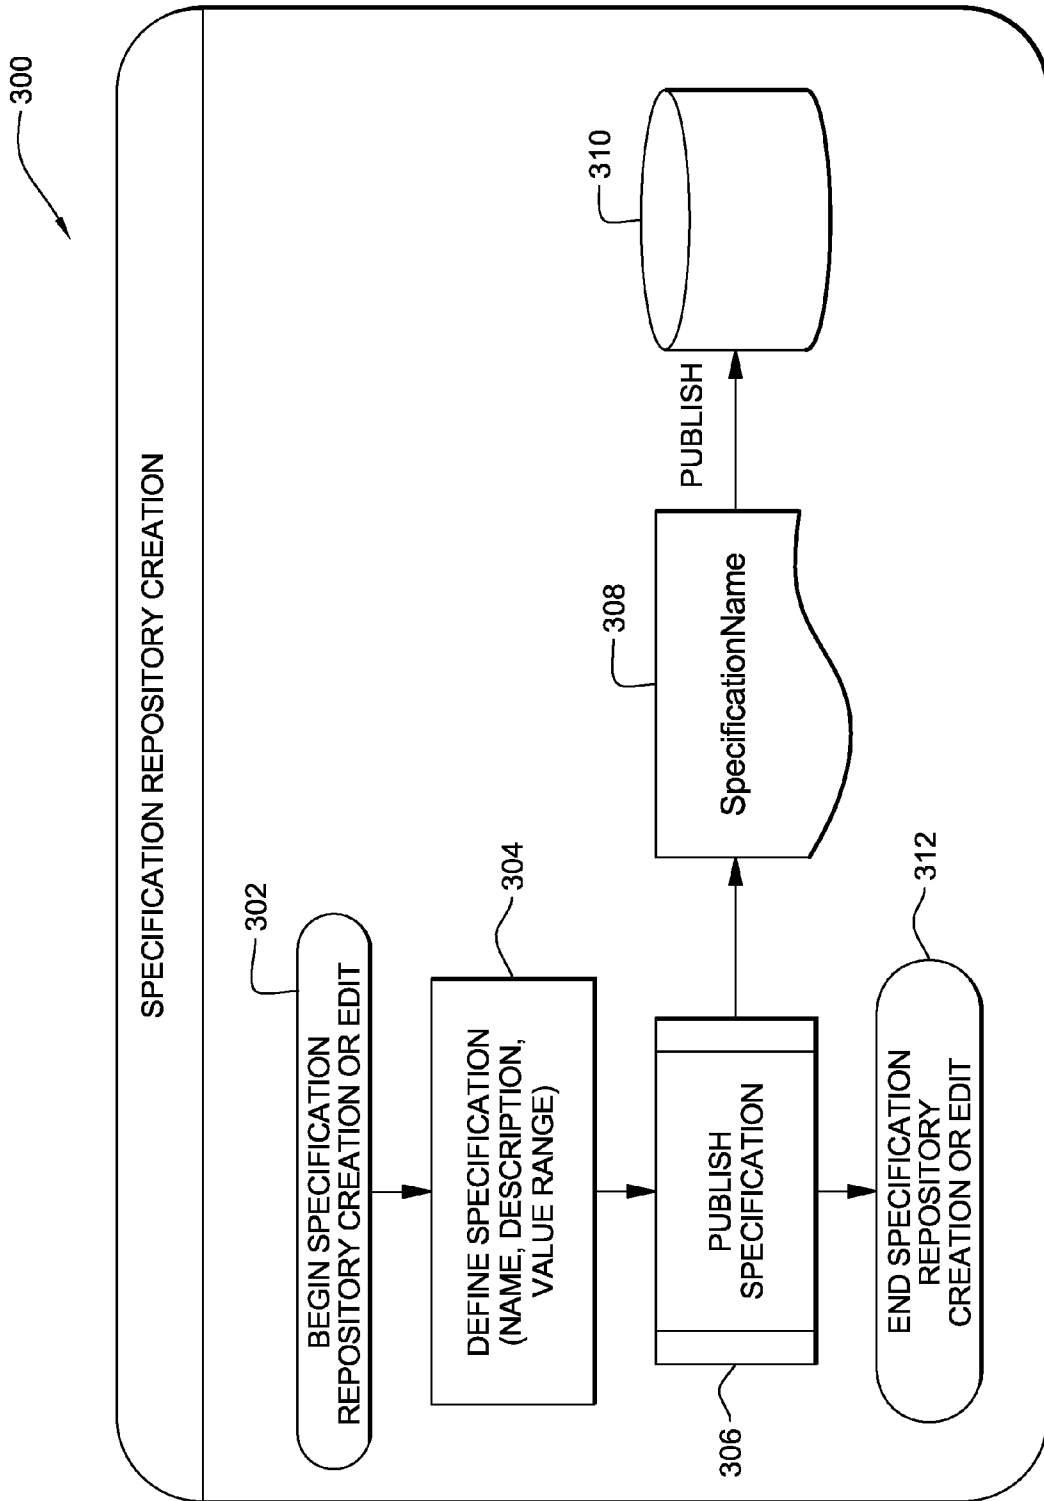 300
SPECIFICATION REPOSITORY CREATION
302
BEGIN SPECIFICATION
REPOSITORY CREATION OR EDIT
304
DEFINE SPECIFICATION
(NAME, DESCRIPTION,
VALUE RANGE)
306
PUBLISH
SPECIFICATION
308
SpecificationName
PUBLISH
310
312
END SPECIFICATION
REPOSITORY
CREATION OR EDIT